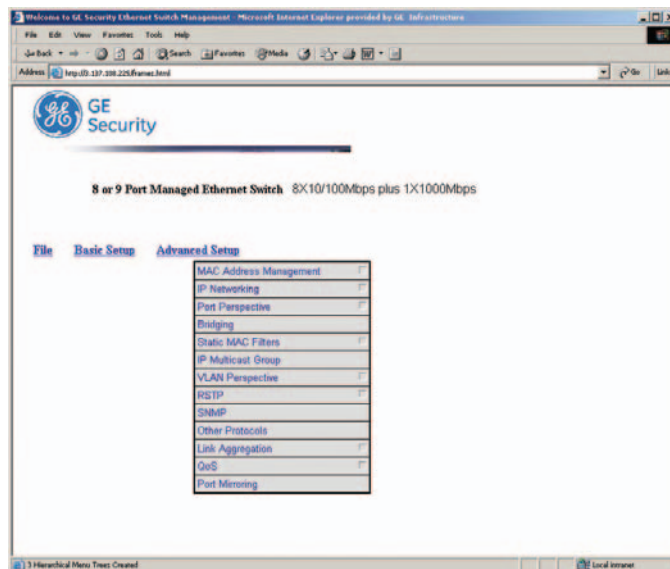 Welcome to GE Security Ethernet Switch Management - Microsoft Internet Explorer provided by GE Infrastructure
File Edit View Favorites Tools Help
Back Search Favorites Media
Address Go Links
GE
GE
Security
8 or 9 Port Managed Ethernet Switch 8X10/100Mbps plus 1X1000Mbps
File Basic Setup Advanced Setup
MAC Address Management
IP Networking
Port Perspective
Bridging
Static MAC Filters
IP Multicast Group
VLAN Perspective
RSTP
SNMP
Other Protocols
Link Aggregation
QoS
Port Mirroring
3 Hierarchical Menu Trees Created Local intranet